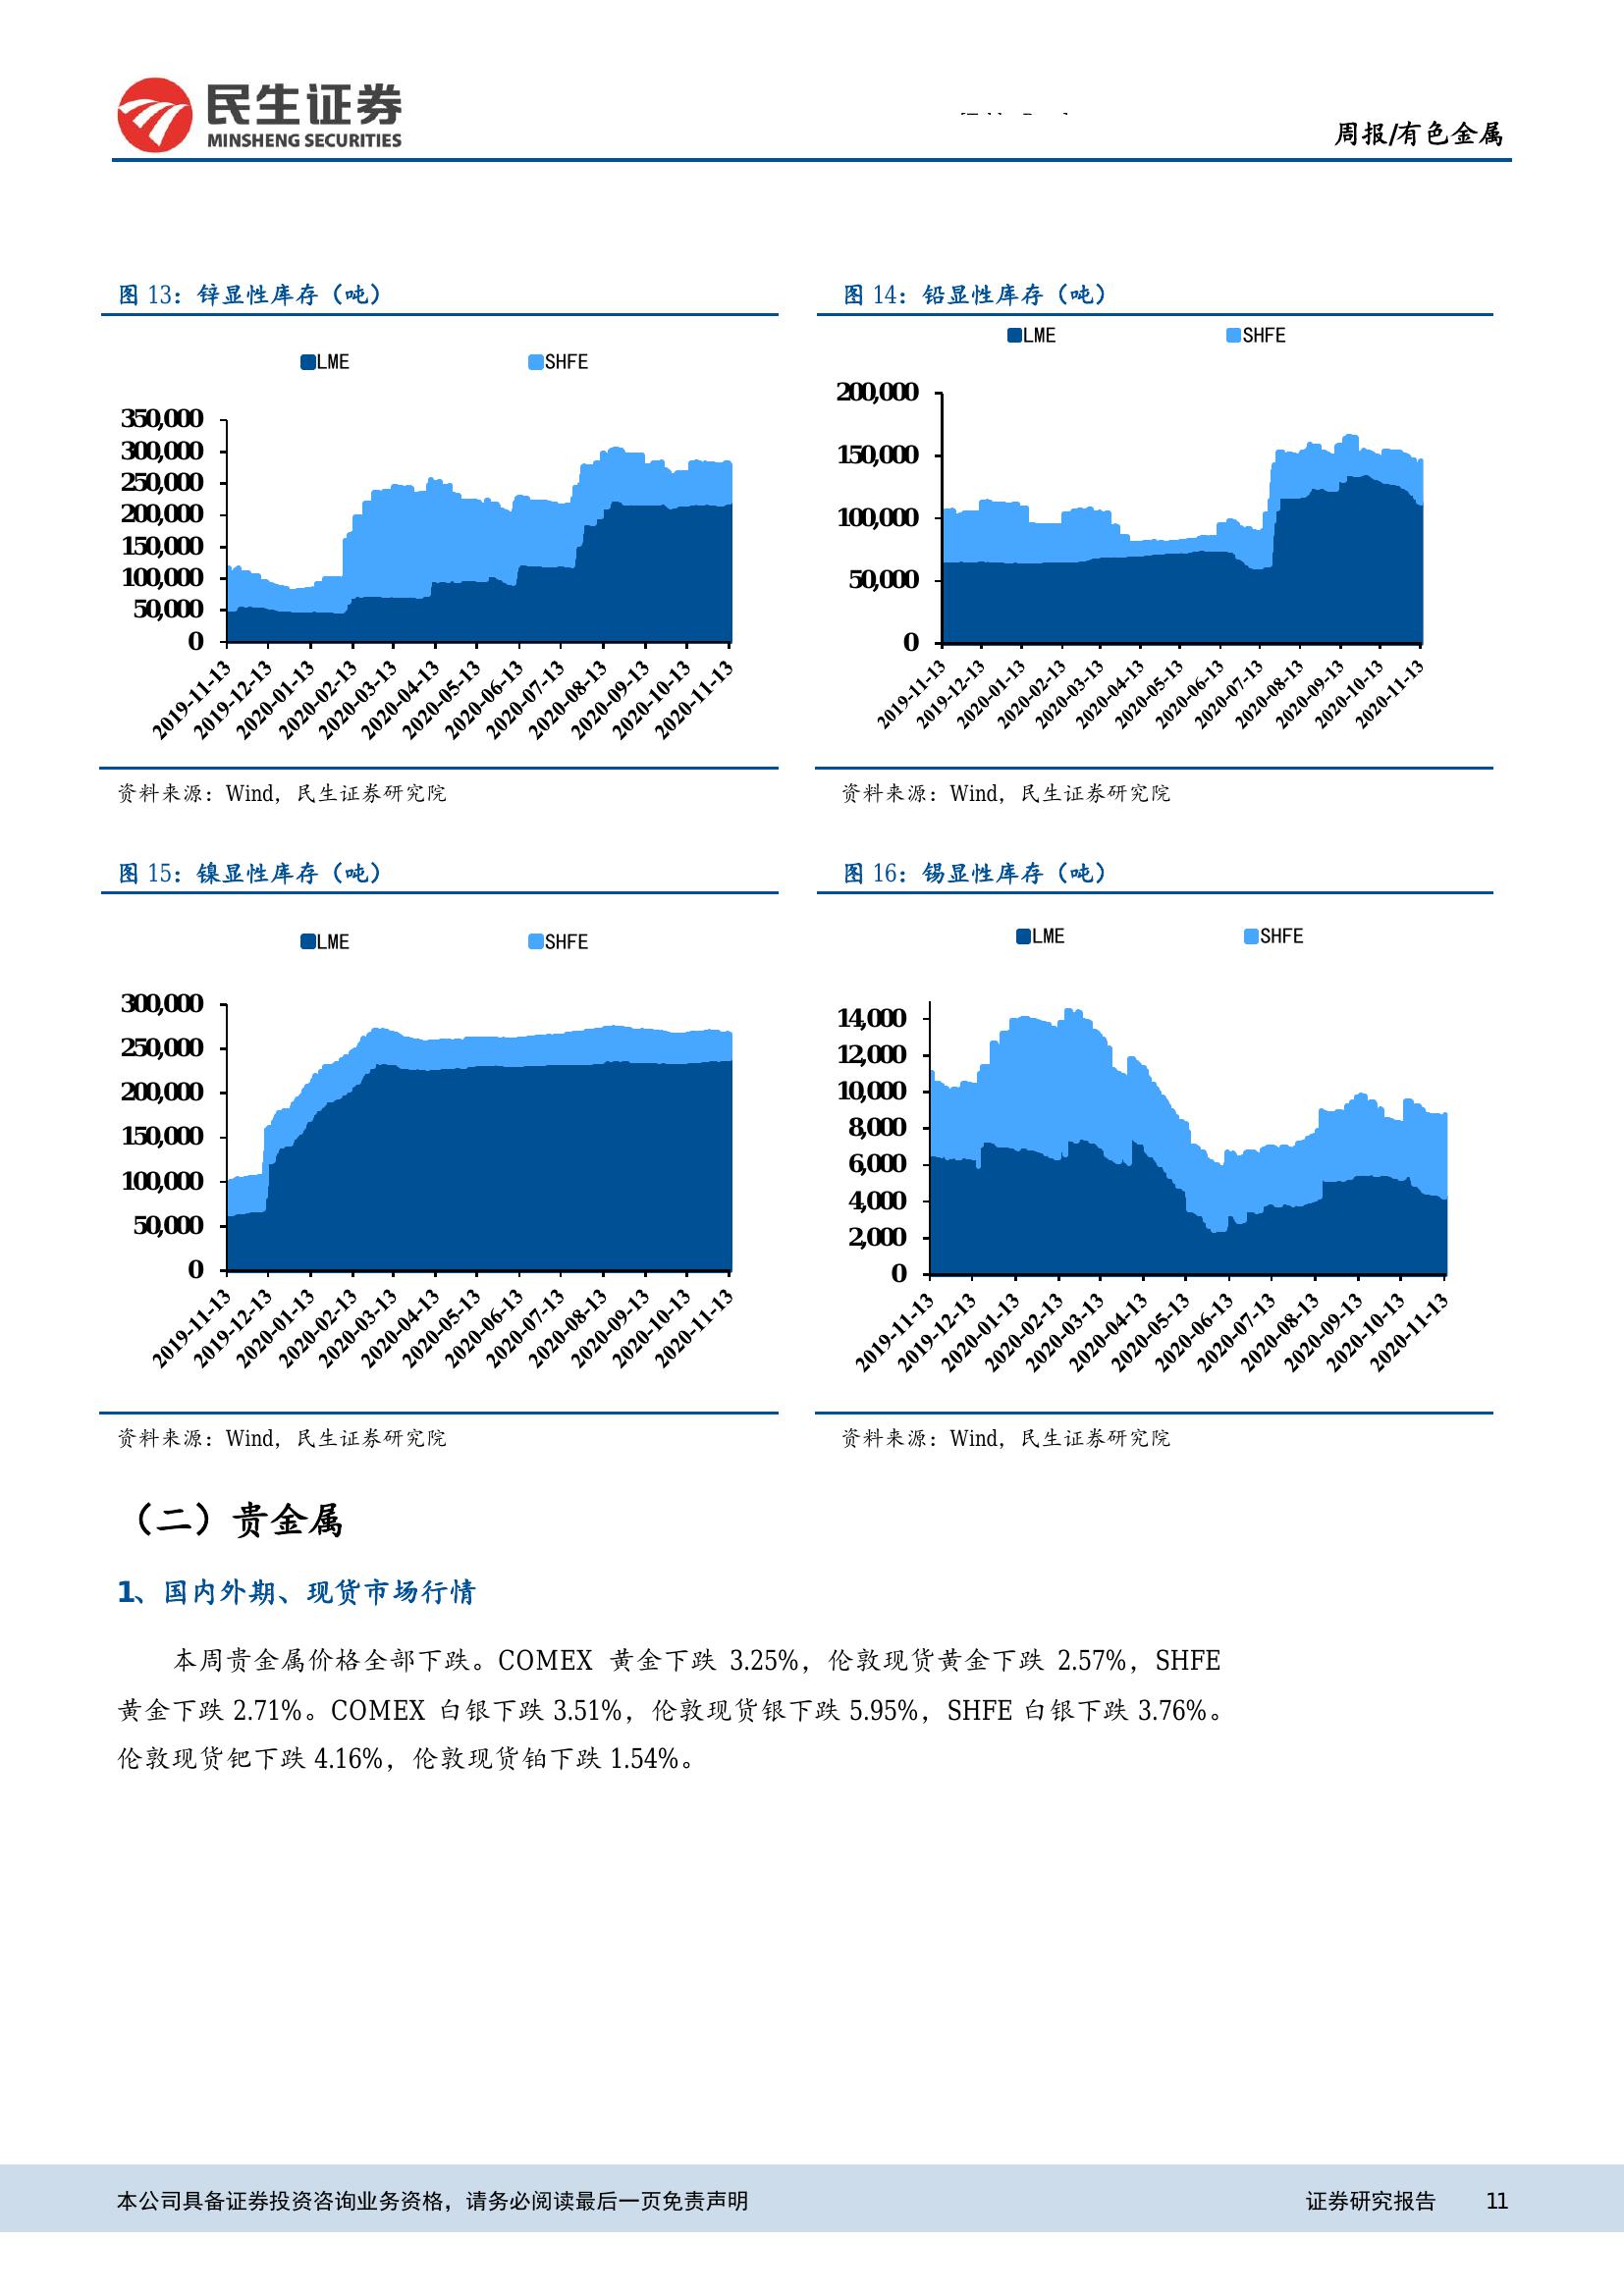 民生证券
MINSHENG SECURITIES
周报/有色金属
图 13：锌显性库存（吨）
LME SHFE
350,000
300,000
250,000
200,000
150,000
100,000
50,000
0
2019-11-13 2019-12-13 2020-01-13 2020-02-13 2020-03-13 2020-04-13 2020-05-13 2020-06-13 2020-07-13 2020-08-13 2020-09-13 2020-10-13 2020-11-13
资料来源：Wind，民生证券研究院
图 14：铅显性库存（吨）
LME SHFE
200,000
150,000
100,000
50,000
0
2019-11-13 2019-12-13 2020-01-13 2020-02-13 2020-03-13 2020-04-13 2020-05-13 2020-06-13 2020-07-13 2020-08-13 2020-09-13 2020-10-13 2020-11-13
资料来源：Wind，民生证券研究院
图 15：镍显性库存（吨）
LME SHFE
300,000
250,000
200,000
150,000
100,000
50,000
0
2019-11-13 2019-12-13 2020-01-13 2020-02-13 2020-03-13 2020-04-13 2020-05-13 2020-06-13 2020-07-13 2020-08-13 2020-09-13 2020-10-13 2020-11-13
资料来源：Wind，民生证券研究院
图 16：锡显性库存（吨）
LME SHFE
14,000
12,000
10,000
8,000
6,000
4,000
2,000
0
2019-11-13 2019-12-13 2020-01-13 2020-02-13 2020-03-13 2020-04-13 2020-05-13 2020-06-13 2020-07-13 2020-08-13 2020-09-13 2020-10-13 2020-11-13
资料来源：Wind，民生证券研究院
（二）贵金属
1、国内外期、现货市场行情
本周贵金属价格全部下跌。COMEX 黄金下跌 3.25%，伦敦现货黄金下跌 2.57%，SHFE
黄金下跌 2.71%。COMEX 白银下跌 3.51%，伦敦现货银下跌 5.95%，SHFE 白银下跌 3.76%。
伦敦现货钯下跌 4.16%，伦敦现货铂下跌 1.54%。
本公司具备证券投资咨询业务资格，请务必阅读最后一页免责声明 证券研究报告 11